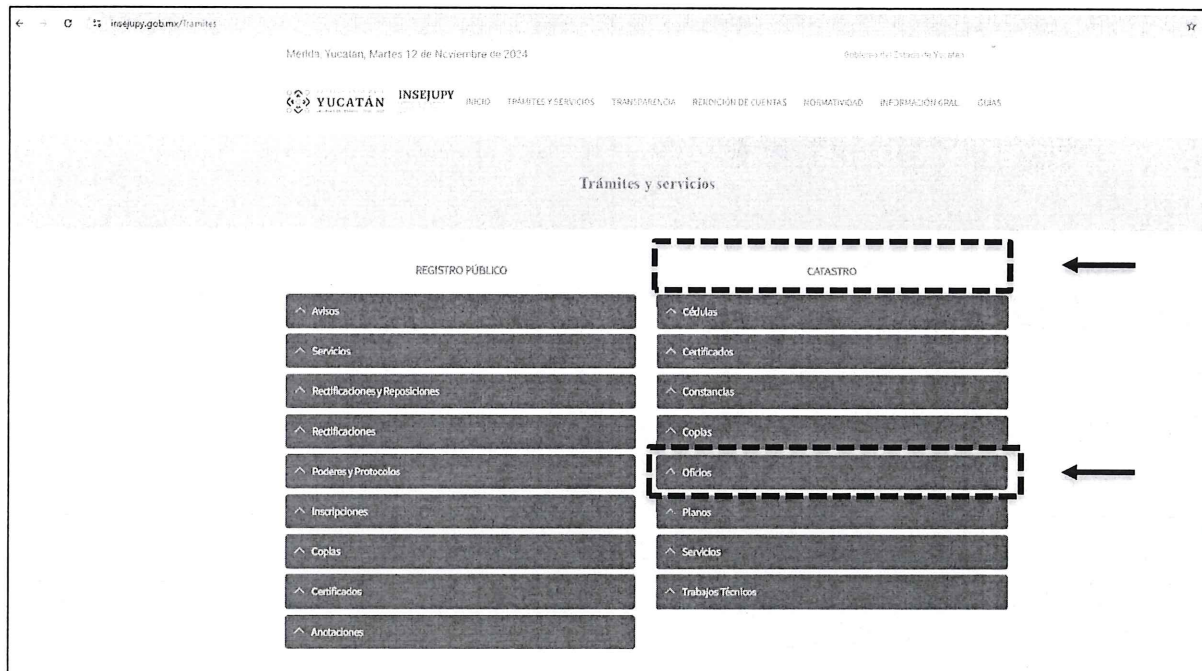 insejupy.gob.mx/Tramites
Mérida, Yucatán, Martes 12 de Noviembre de 2024
Gobierno del Estado de Yucatán
YUCATÁN
INSEJUPY
INICIO TRÁMITES Y SERVICIOS TRANSPARENCIA RENDICIÓN DE CUENTAS NORMATIVIDAD INFORMACIÓN GRAL. GUIAS
Trámites y servicios
REGISTRO PÚBLICO
Avisos
Servicios
Rectificaciones y Reposiciones
Rectificaciones
Poderes y Protocolos
Inscripciones
Copias
Certificados
Anotaciones
CATASTRO
Cédulas
Certificados
Constancias
Copias
Oficios
Planos
Servicios
Trabajos Técnicos